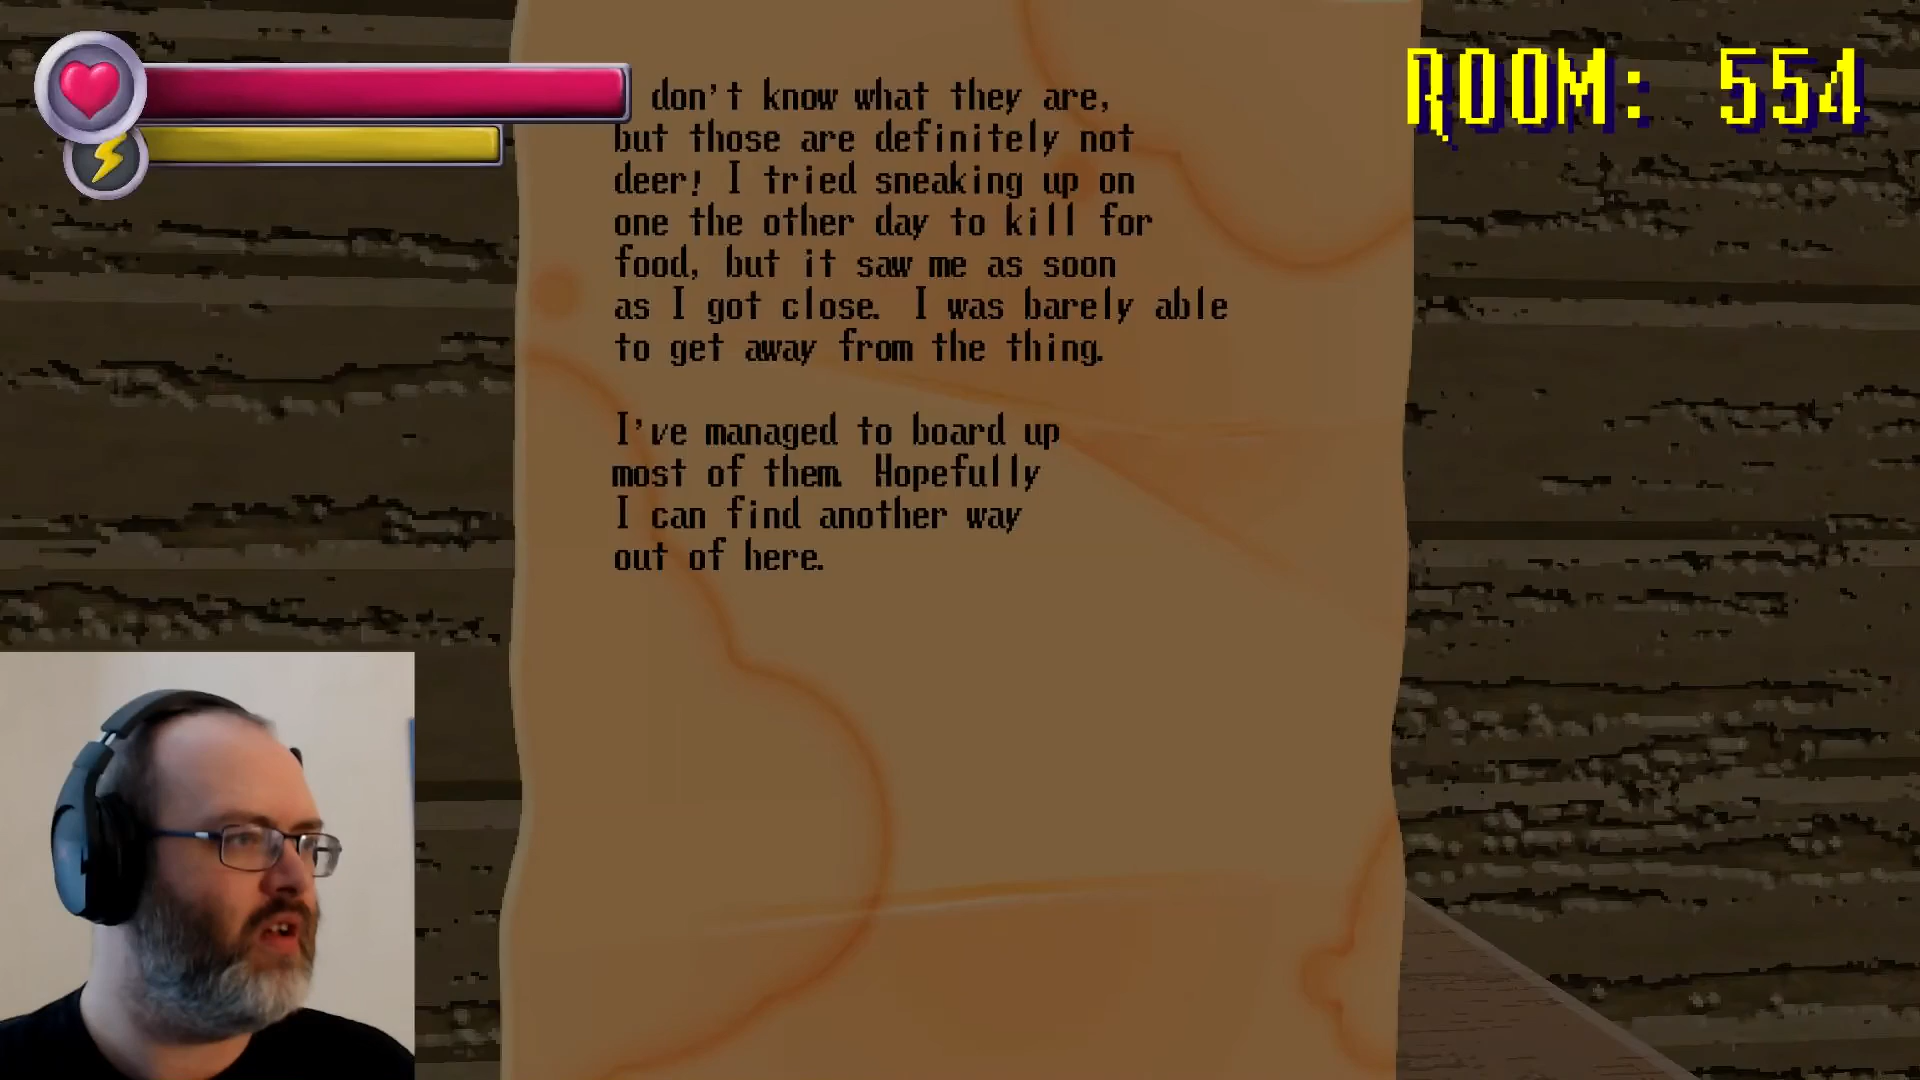 ROOM: 554
don't know what they are,
but those are definitely not
deer! I tried sneaking up on
one the other day to kill for
food, but it saw me as soon
as I got close. I was barely able
to get away from the thing.
I've managed to board up
most of them. Hopefully
I can find another way
out of here.